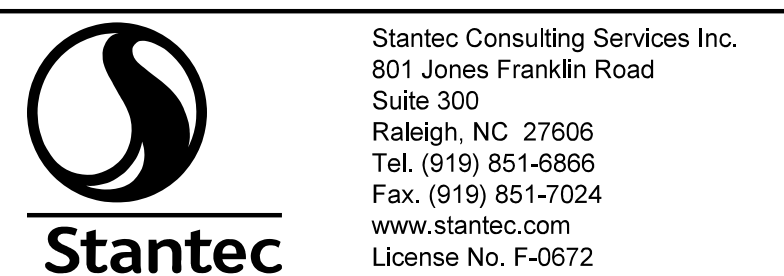 Stantec
Stantec Consulting Services Inc.
801 Jones Franklin Road
Suite 300
Raleigh, NC  27606
Tel. (919) 851-6866
Fax. (919) 851-7024
www.stantec.com
License No. F-0672